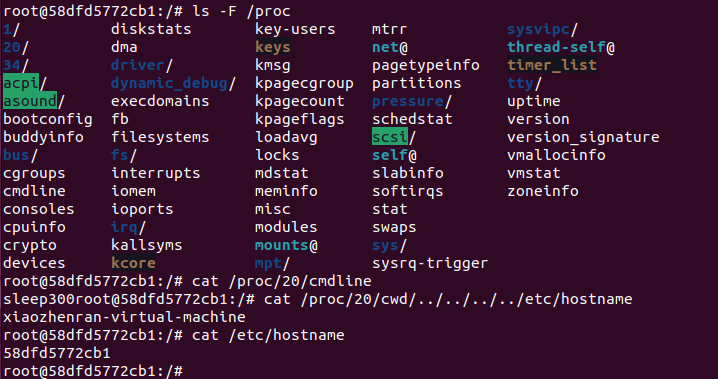 root@58dfd5772cb1:/# ls -F /proc
1/ diskstats key-users mtrr sysvipc/
20/ dma keys net@ thread-self@
34/ driver/ kmsg pagetypeinfo timer_list
acpi/ dynamic_debug/ kpagecgroup partitions tty/
asound/ execdomains kpagecount pressure/ uptime
bootconfig fb kpageflags schedstat version
buddyinfo filesystems loadavg scsi/ version_signature
bus/ fs/ locks self@ vmallocinfo
cgroups interrupts mdstat slabinfo vmstat
cmdline iomem meminfo softirqs zoneinfo
consoles ioports misc stat
cpuinfo irq/ modules swaps
crypto kallsyms mounts@ sys/
devices kcore mpt/ sysrq-trigger
root@58dfd5772cb1:/# cat /proc/20/cmdline
sleep300root@58dfd5772cb1:/# cat /proc/20/cwd/../../../../etc/hostname
xiaozhenran-virtual-machine
root@58dfd5772cb1:/# cat /etc/hostname
58dfd5772cb1
root@58dfd5772cb1:/#